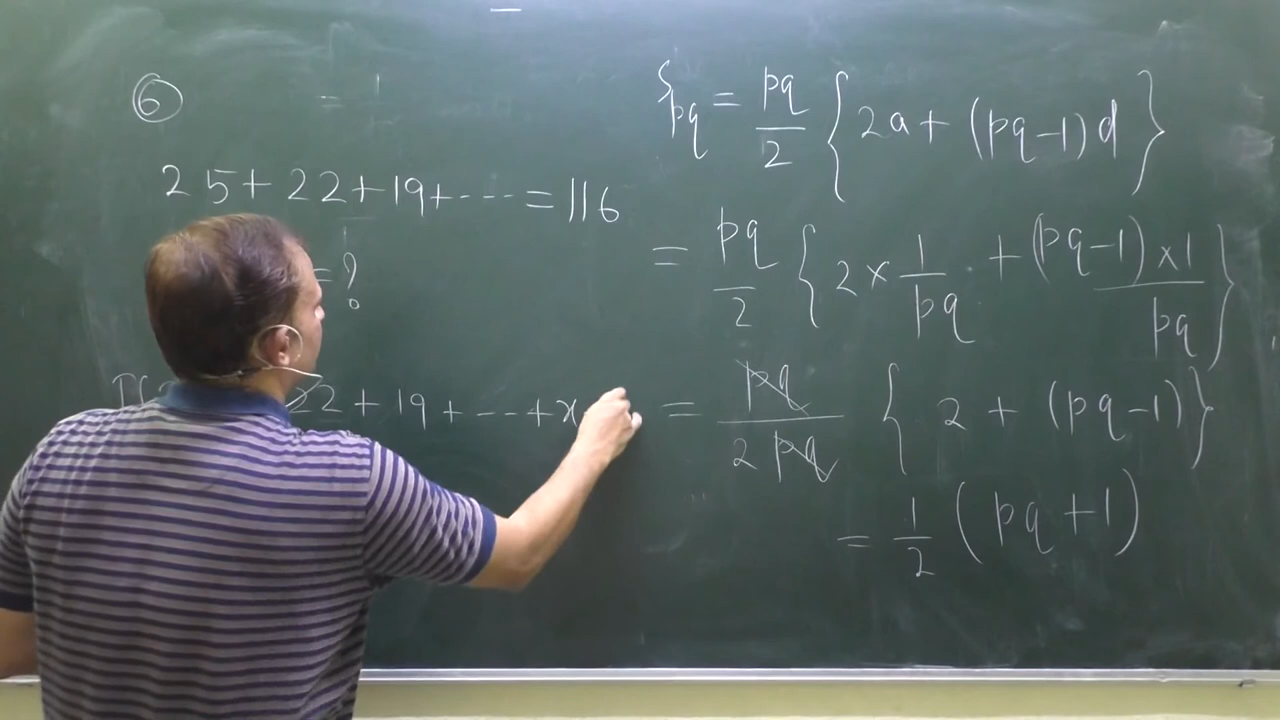 6
25 + 22 + 19 + ---- = 116
= ?
22 + 19 + --- + x
S_pq = pq/2 { 2a + (pq-1)d }
= pq/2 { 2 × 1/pq + (pq-1) × 1/pq }
= pq/2pq { 2 + (pq-1) }
= 1/2 ( pq + 1 )